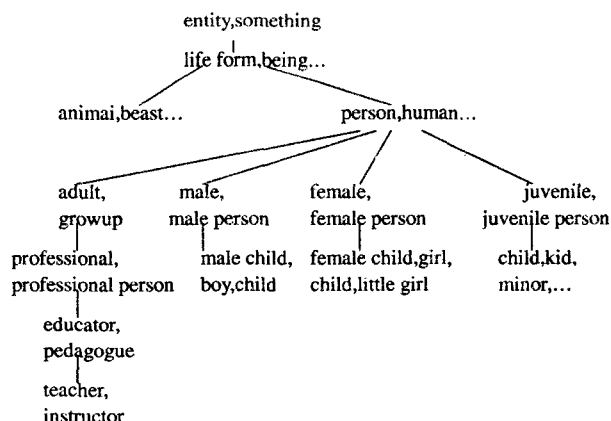 entity,something
life form,being...
animai,beast...
person,human...
adult,
growup
male,
male person
female,
female person
juvenile,
juvenile person
professional,
professional person
male child,
boy,child
female child,girl,
child,little girl
child,kid,
minor,...
educator,
pedagogue
teacher,
instructor